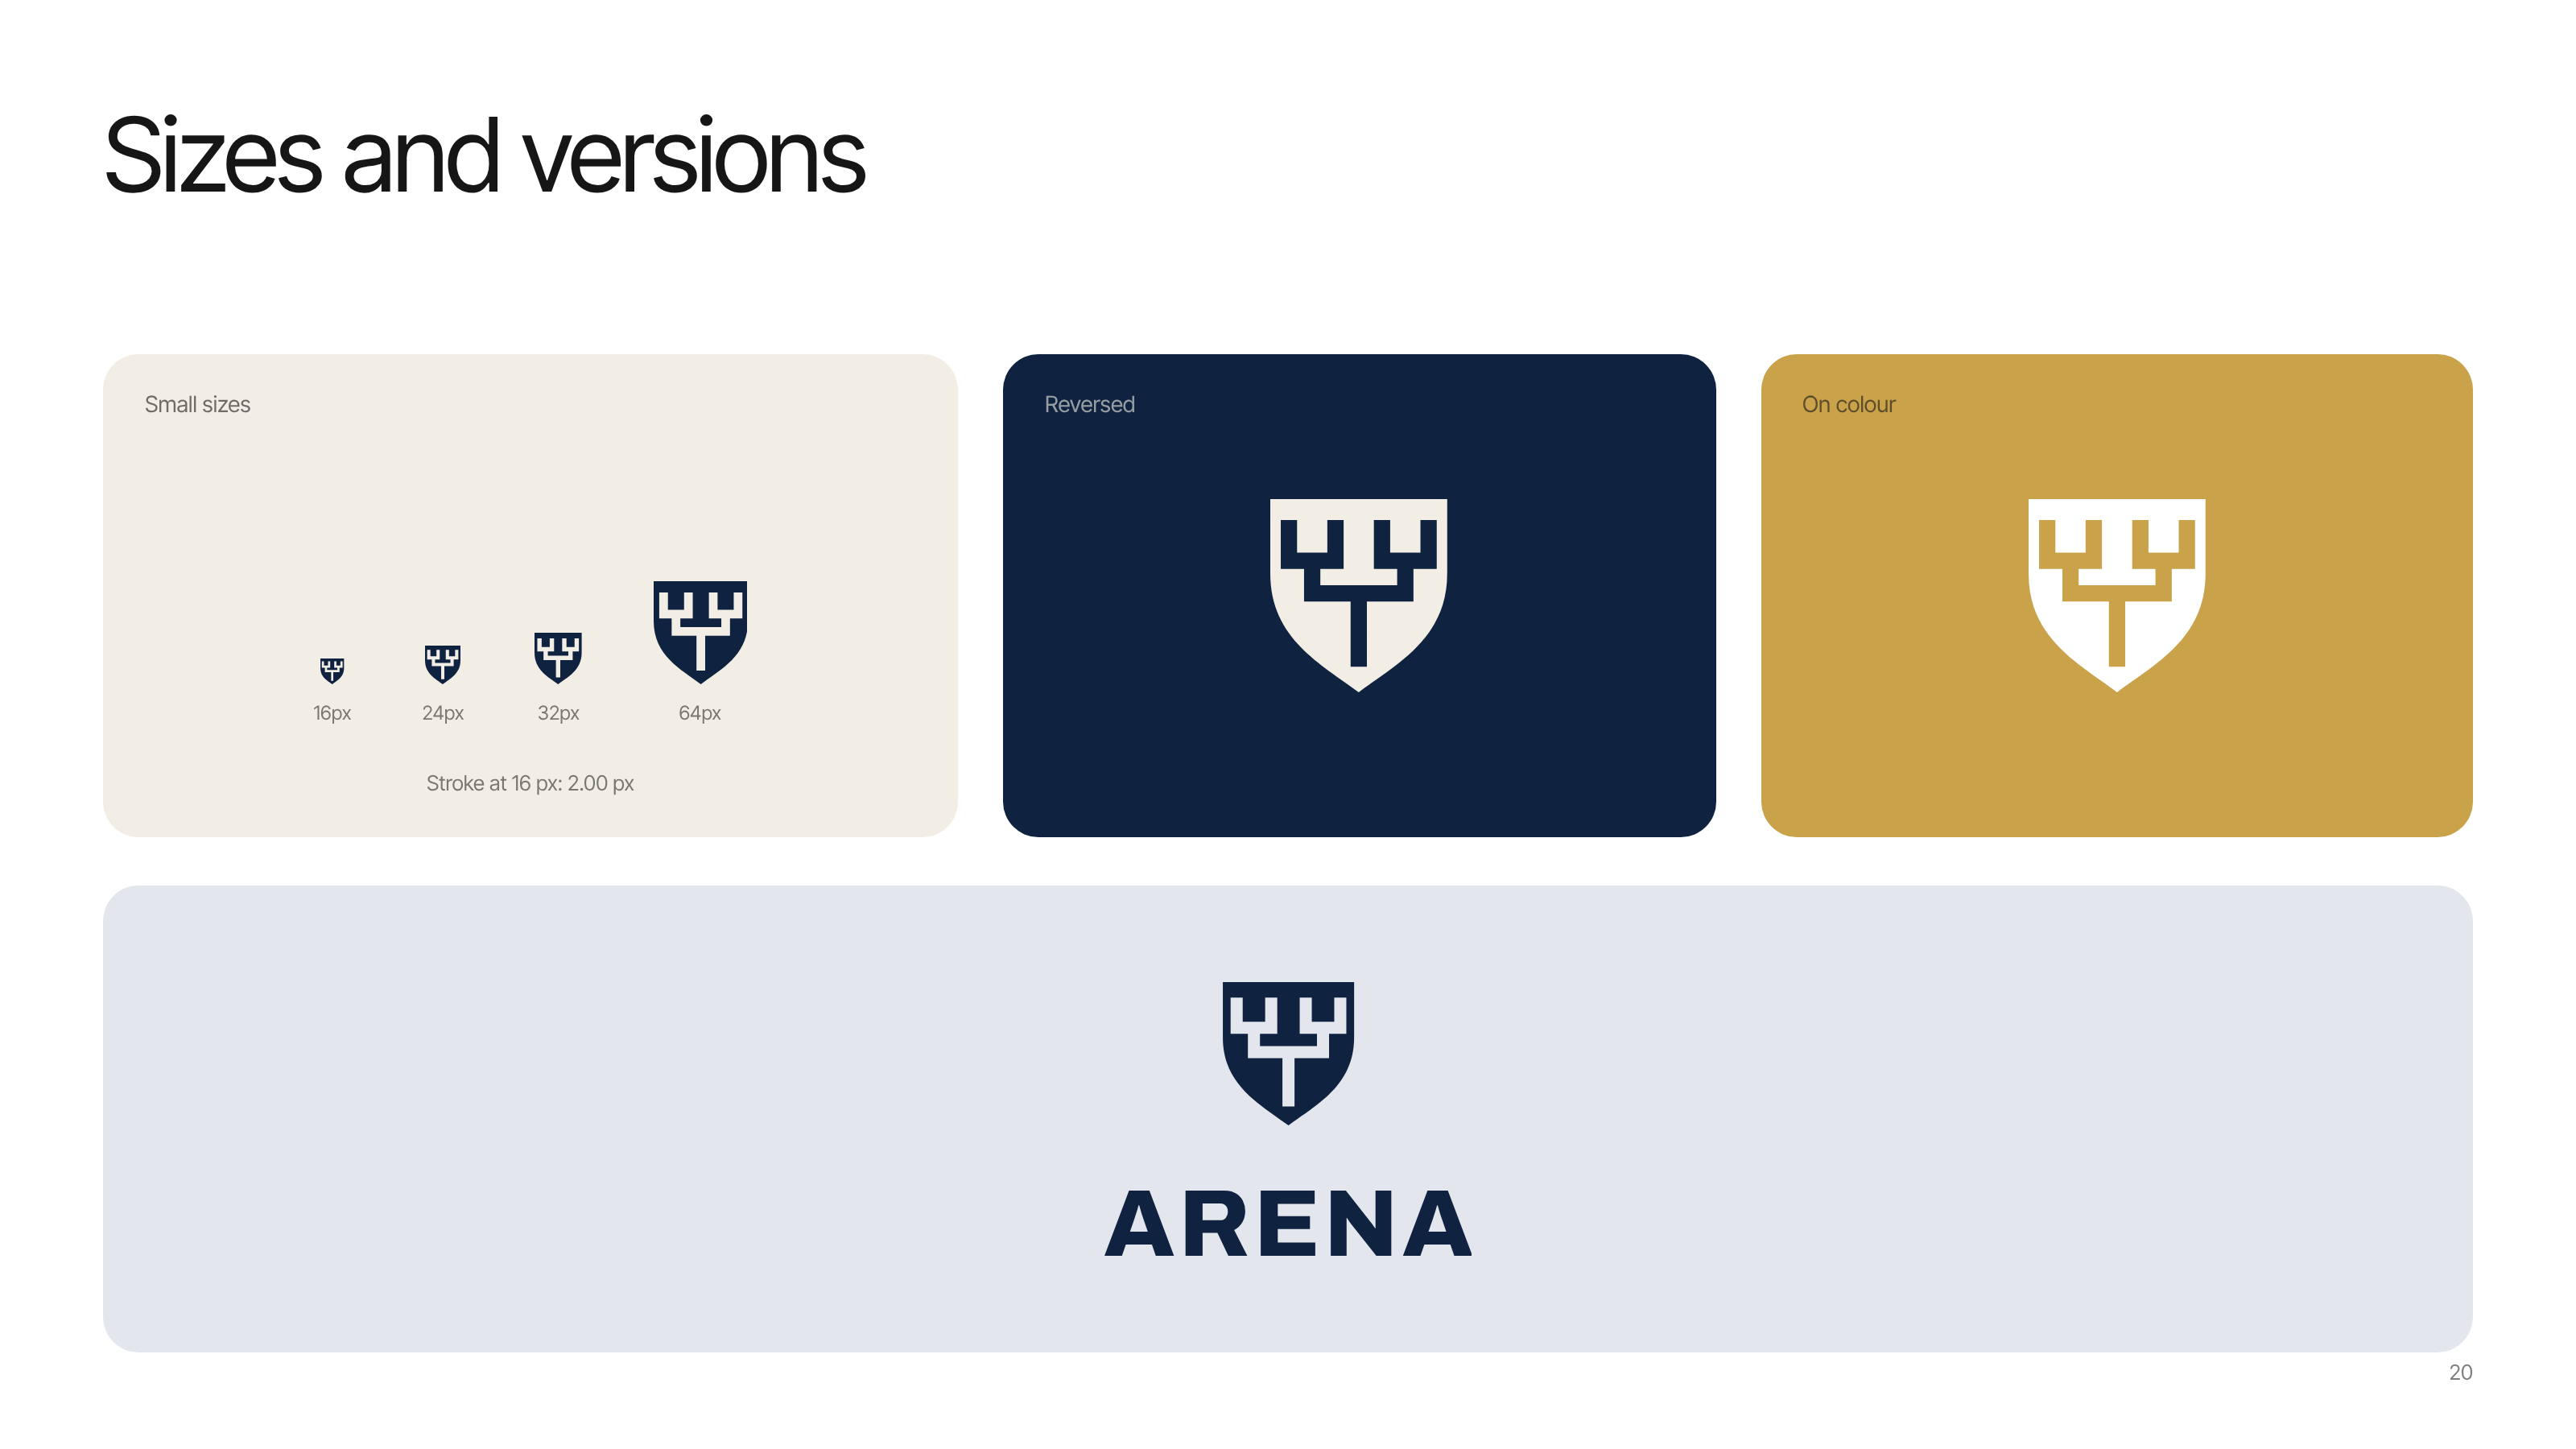 Sizes and versions
Small sizes
Reversed
On colour
16px
24px
32px
64px
Stroke at 16 px: 2.00 px
ARENA
20